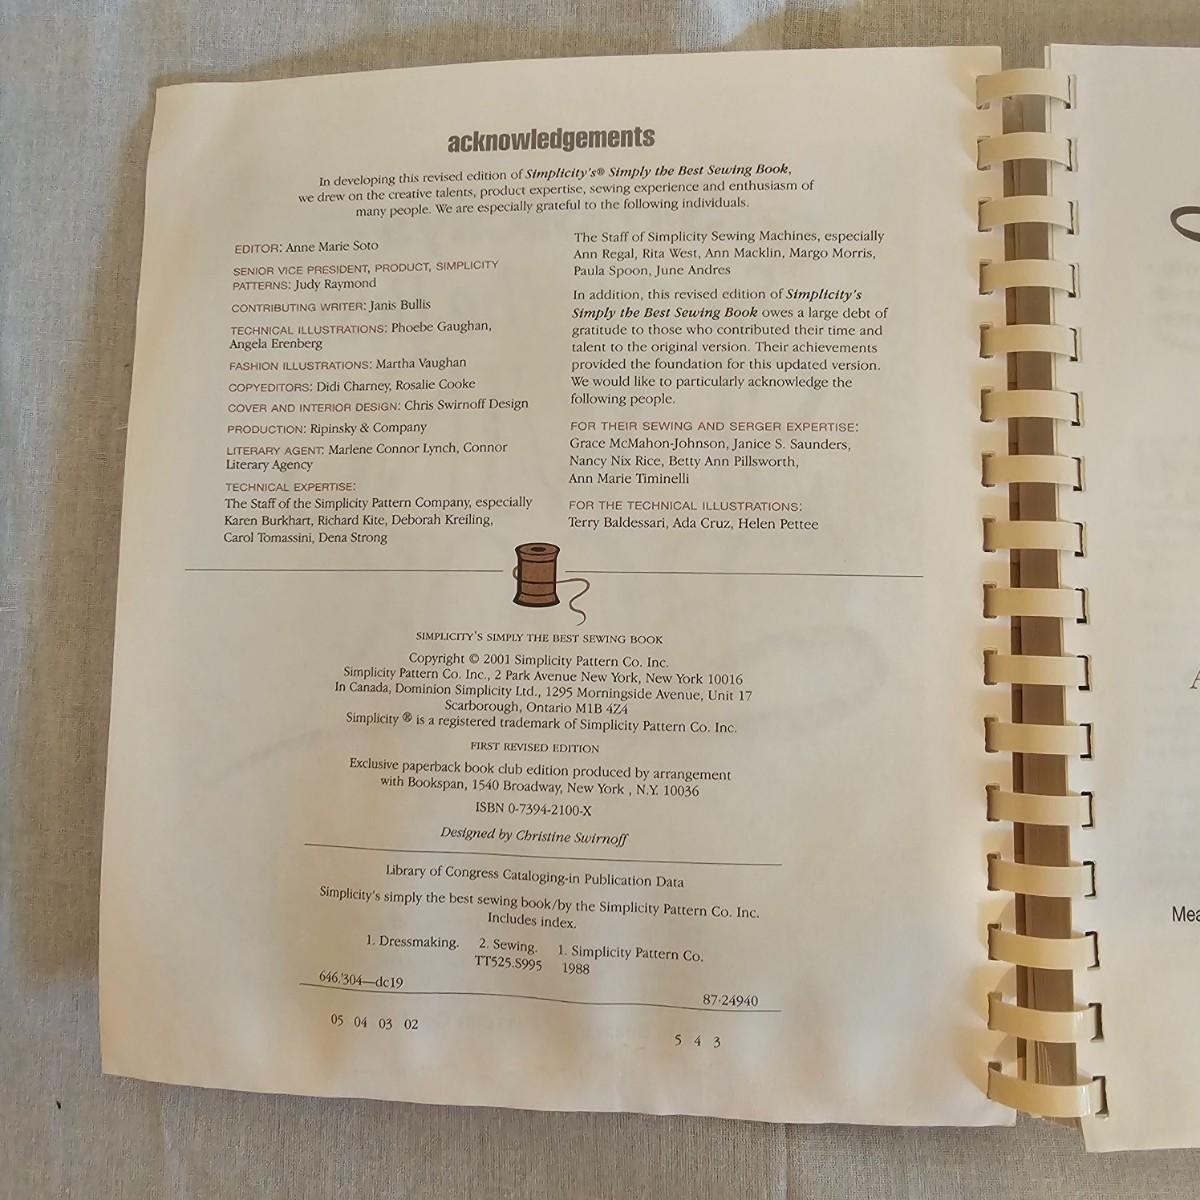 acknowledgements
In developing this revised edition of Simplicity's® Simply the Best Sewing Book,
we drew on the creative talents, product expertise, sewing experience and enthusiasm of
many people. We are especially grateful to the following individuals.
EDITOR: Anne Marie Soto
SENIOR VICE PRESIDENT, PRODUCT, SIMPLICITY
PATTERNS: Judy Raymond
CONTRIBUTING WRITER: Janis Bullis
TECHNICAL ILLUSTRATIONS: Phoebe Gaughan,
Angela Erenberg
FASHION ILLUSTRATIONS: Martha Vaughan
COPYEDITORS: Didi Charney, Rosalie Cooke
COVER AND INTERIOR DESIGN: Chris Swirnoff Design
PRODUCTION: Ripinsky & Company
LITERARY AGENT: Marlene Connor Lynch, Connor
Literary Agency
TECHNICAL EXPERTISE:
The Staff of the Simplicity Pattern Company, especially
Karen Burkhart, Richard Kite, Deborah Kreiling,
Carol Tomassini, Dena Strong
The Staff of Simplicity Sewing Machines, especially
Ann Regal, Rita West, Ann Macklin, Margo Morris,
Paula Spoon, June Andres
In addition, this revised edition of Simplicity's
Simply the Best Sewing Book owes a large debt of
gratitude to those who contributed their time and
talent to the original version. Their achievements
provided the foundation for this updated version.
We would like to particularly acknowledge the
following people.
FOR THEIR SEWING AND SERGER EXPERTISE:
Grace McMahon-Johnson, Janice S. Saunders,
Nancy Nix Rice, Betty Ann Pillsworth,
Ann Marie Timinelli
FOR THE TECHNICAL ILLUSTRATIONS:
Terry Baldessari, Ada Cruz, Helen Pettee
SIMPLICITY'S SIMPLY THE BEST SEWING BOOK
Copyright © 2001 Simplicity Pattern Co. Inc.
Simplicity Pattern Co. Inc., 2 Park Avenue New York, New York 10016
In Canada, Dominion Simplicity Ltd., 1295 Morningside Avenue, Unit 17
Scarborough, Ontario M1B 4Z4
Simplicity ® is a registered trademark of Simplicity Pattern Co. Inc.
FIRST REVISED EDITION
Exclusive paperback book club edition produced by arrangement
with Bookspan, 1540 Broadway, New York , N.Y. 10036
ISBN 0-7394-2100-X
Designed by Christine Swirnoff
Library of Congress Cataloging-in Publication Data
Simplicity's simply the best sewing book/by the Simplicity Pattern Co. Inc.
Includes index.
1. Dressmaking. 2. Sewing. 1. Simplicity Pattern Co.
TT525.S995 1988
646.'304—dc19
87-24940
05 04 03 02
5 4 3
Mea